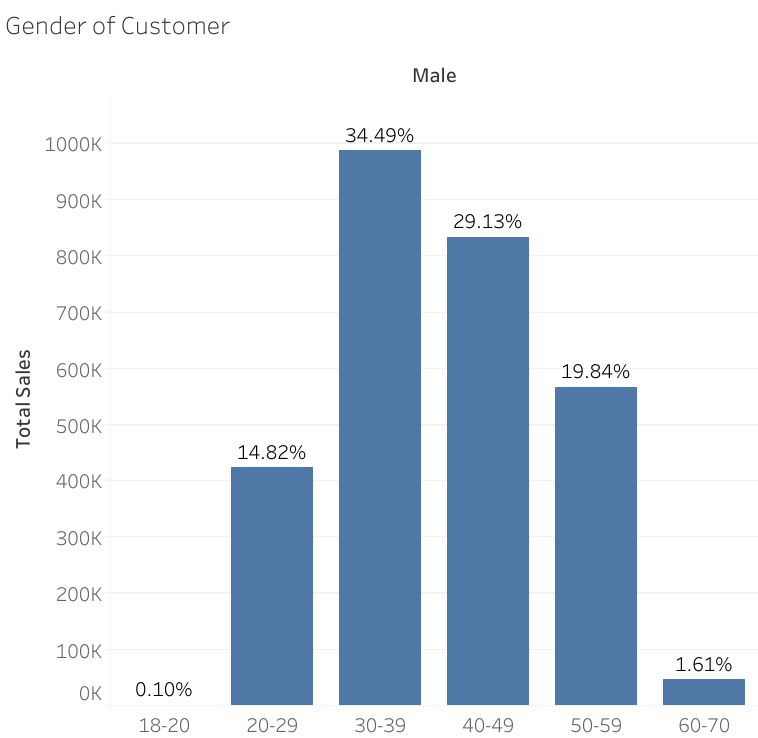 Gender of Customer
Male
34.49%
1000K
29.13%
900K
800K
700K
19.84%
600K
Total Sales
500K
14.82%
400K
300K
200K
100K
1.61%
0.10%
0K
18-20 20-29 30-39 40-49 50-59 60-70